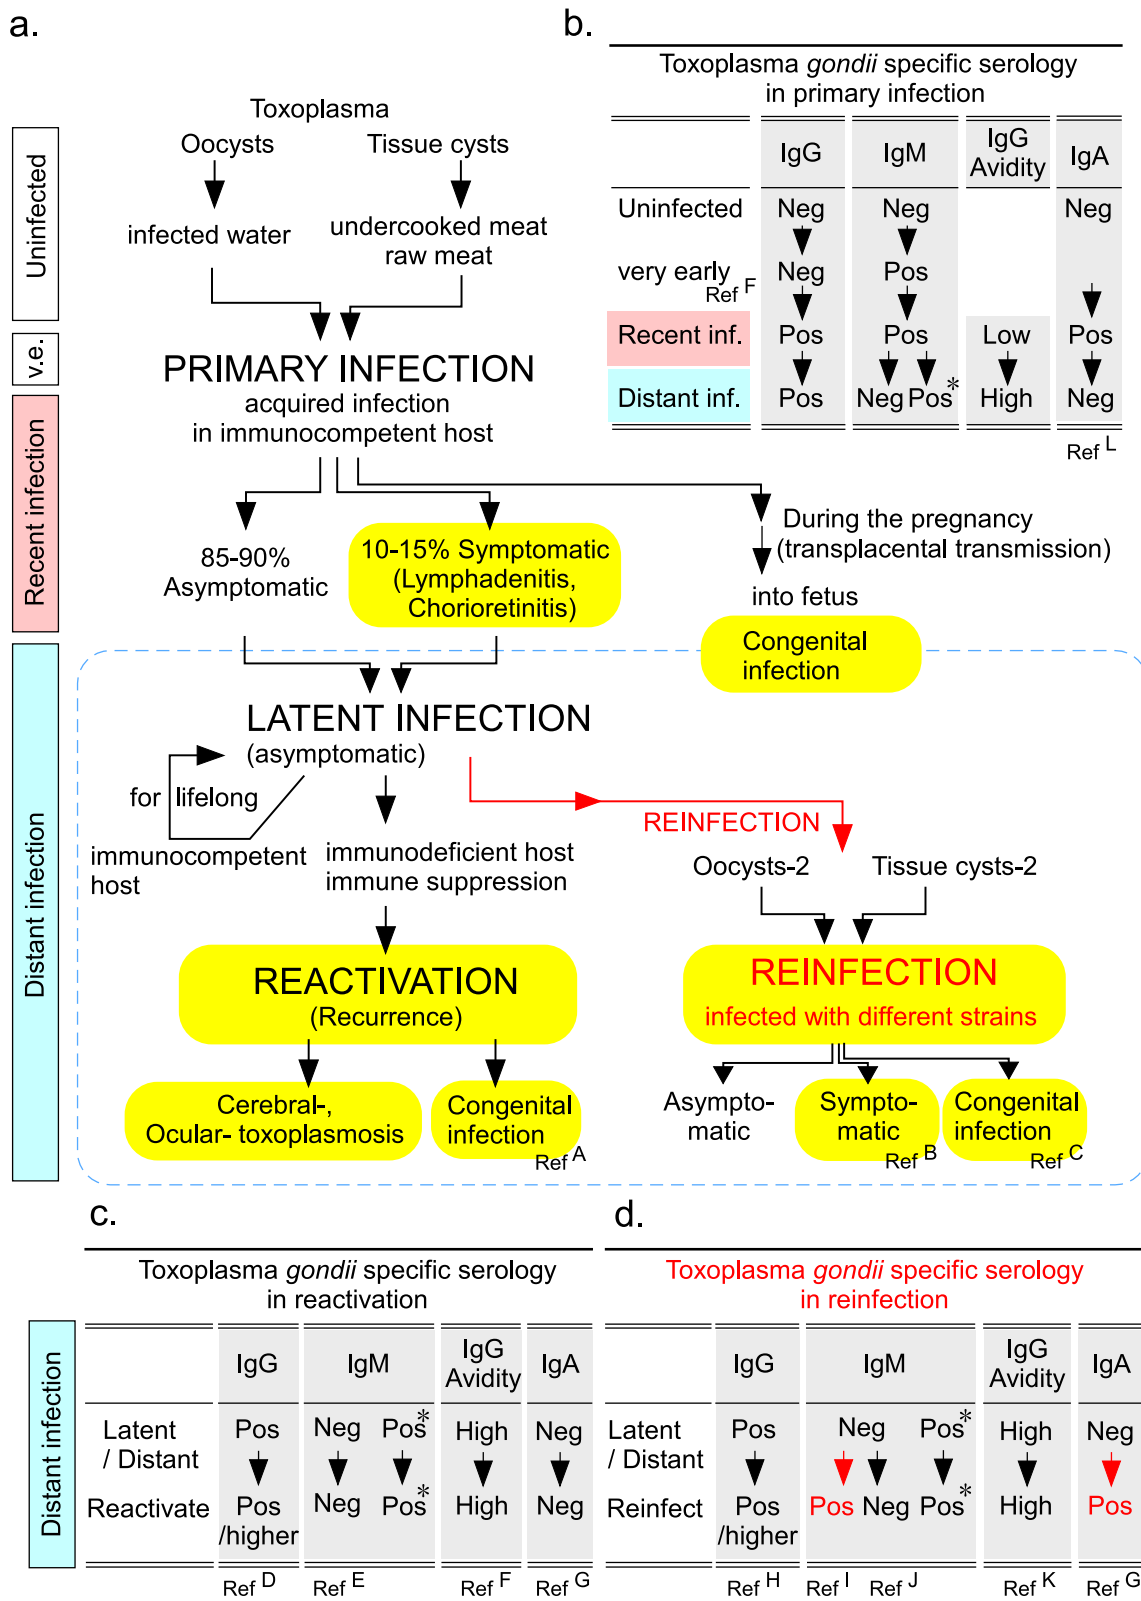 a.
Toxoplasma
Oocysts
Tissue cysts
infected water
undercooked meat
raw meat
Uninfected
v.e.
PRIMARY INFECTION
acquired infection
in immunocompetent host
Recent infection
85-90%
Asymptomatic
10-15% Symptomatic
(Lymphadenitis,
Chorioretinitis)
During the pregnancy
(transplacental transmission)
into fetus
Congenital
infection
Distant infection
LATENT INFECTION
(asymptomatic)
for lifelong
immunocompetent
host
immunodeficient host
immune suppression
REINFECTION
Oocysts-2
Tissue cysts-2
REACTIVATION
(Recurrence)
REINFECTION
infected with different strains
Cerebral-,
Ocular- toxoplasmosis
Congenital
infection
Ref A
Asympto-
matic
Sympto-
matic
Ref B
Congenital
infection
Ref C
b.
Toxoplasma gondii specific serology
in primary infection
IgG IgM IgG Avidity IgA
Uninfected Neg Neg Neg
very early Ref F Neg Pos
Recent inf. Pos Pos Low Pos
Distant inf. Pos Neg Pos* High Neg
Ref L
c.
Toxoplasma gondii specific serology
in reactivation
Distant infection
IgG IgM IgG Avidity IgA
Latent / Distant Pos Neg Pos* High Neg
Reactivate Pos /higher Neg Pos* High Neg
Ref D Ref E Ref F Ref G
d.
Toxoplasma gondii specific serology
in reinfection
IgG IgM IgG Avidity IgA
Latent / Distant Pos Neg Pos* High Neg
Reinfect Pos /higher Pos Neg Pos* High Pos
Ref H Ref I Ref J Ref K Ref G